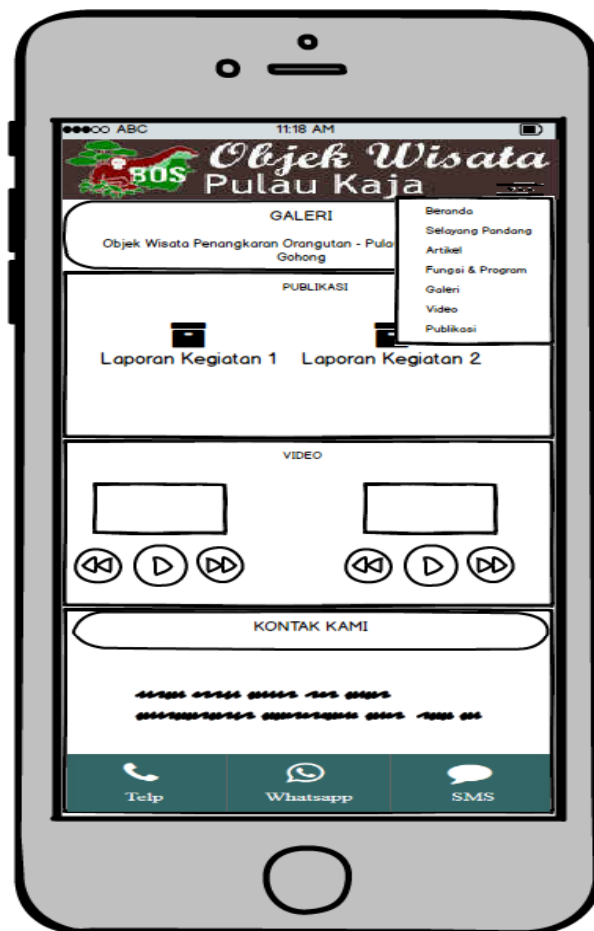 ABC 11:18 AM
BOS
Objek Wisata
Pulau Kaja
Beranda
Selayang Pandang
Artikel
Fungsi & Program
Galeri
Video
Publikasi
GALERI
Objek Wisata Penangkaran Orangutan - Pula
Gohong
PUBLIKASI
Laporan Kegiatan 1 Laporan Kegiatan 2
VIDEO
KONTAK KAMI
Telp Whatsapp SMS